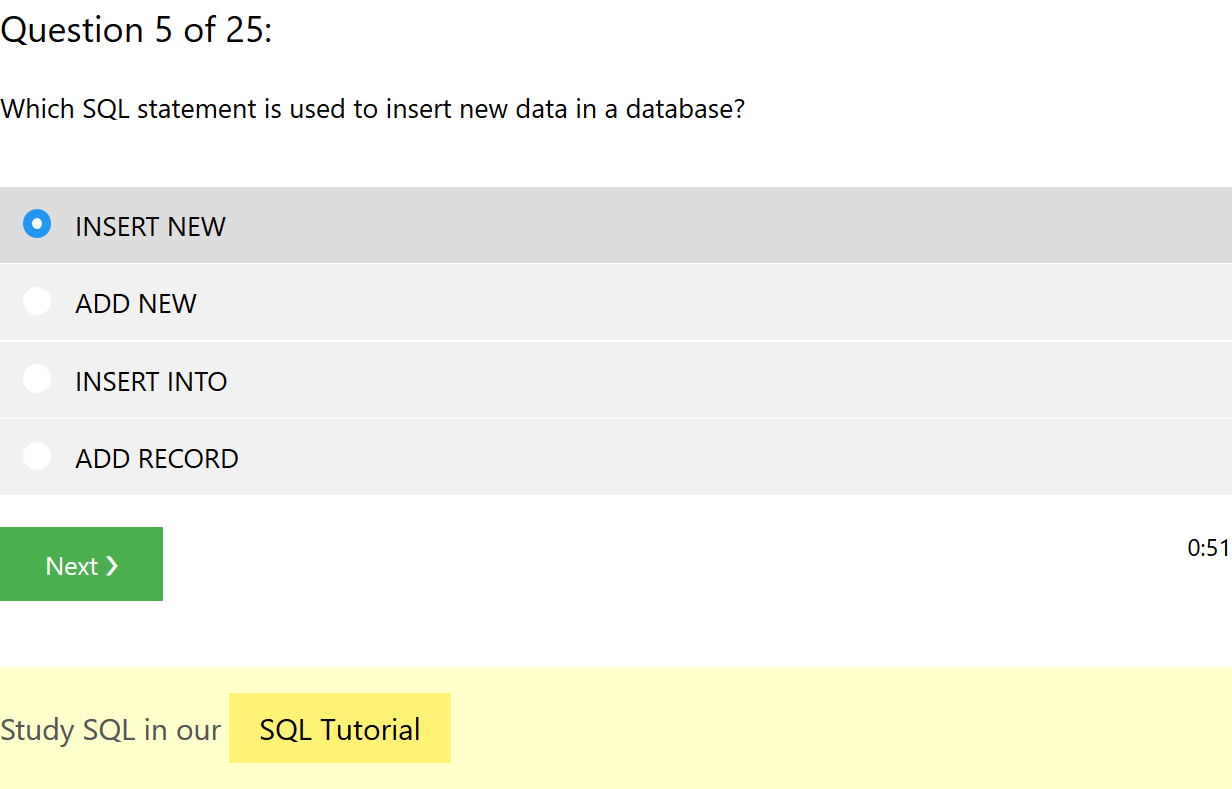 Question 5 of 25:
Which SQL statement is used to insert new data in a database?
INSERT NEW
ADD NEW
INSERT INTO
ADD RECORD
Next ❯
0:51
Study SQL in our SQL Tutorial